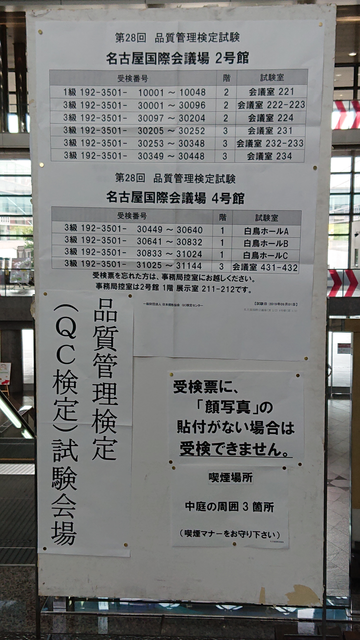 第28回 品質管理検定試験
名古屋国際会議場 2号館
受検番号 階 試験室
1級 192-3501- 10001 ～ 10048 2 会議室 221
3級 192-3501- 30001 ～ 30096 2 会議室 222-223
3級 192-3501- 30097 ～ 30204 2 会議室 224
3級 192-3501- 30205 ～ 30252 3 会議室 231
3級 192-3501- 30253 ～ 30348 3 会議室 232-233
3級 192-3501- 30349 ～ 30448 3 会議室 234
第28回 品質管理検定試験
名古屋国際会議場 4号館
受検番号 階 試験室
3級 192-3501- 30449 ～ 30640 1 白鳥ホールA
3級 192-3501- 30641 ～ 30832 1 白鳥ホールB
3級 192-3501- 30833 ～ 31024 1 白鳥ホールC
3級 192-3501- 31025 ～ 31144 3 会議室 431-432
受検票を忘れた方は、事務局控室にお越しください。
事務局控室は2号館 1階 展示室 211-212です。
品質管理検定
(QC検定)試験会場
受検票に、
「顔写真」の
貼付がない場合は
受検できません。
喫煙場所
中庭の周囲3箇所
(喫煙マナーをお守り下さい)